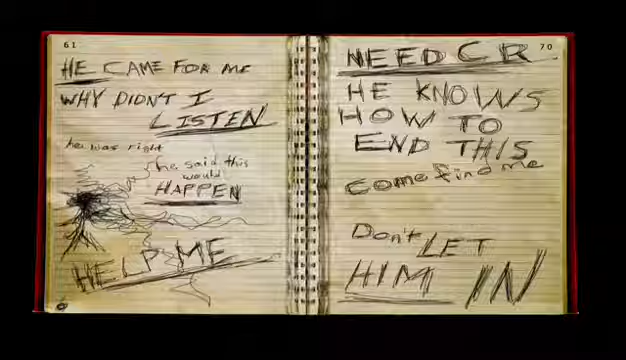 61
HE CAME FOR ME
WHY DIDN'T I
LISTEN
he was right
he said this
would
HAPPEN
HELP ME
70
NEED CR
HE KNOWS
HOW TO
END THIS
come find me
Don't LET
HIM IN